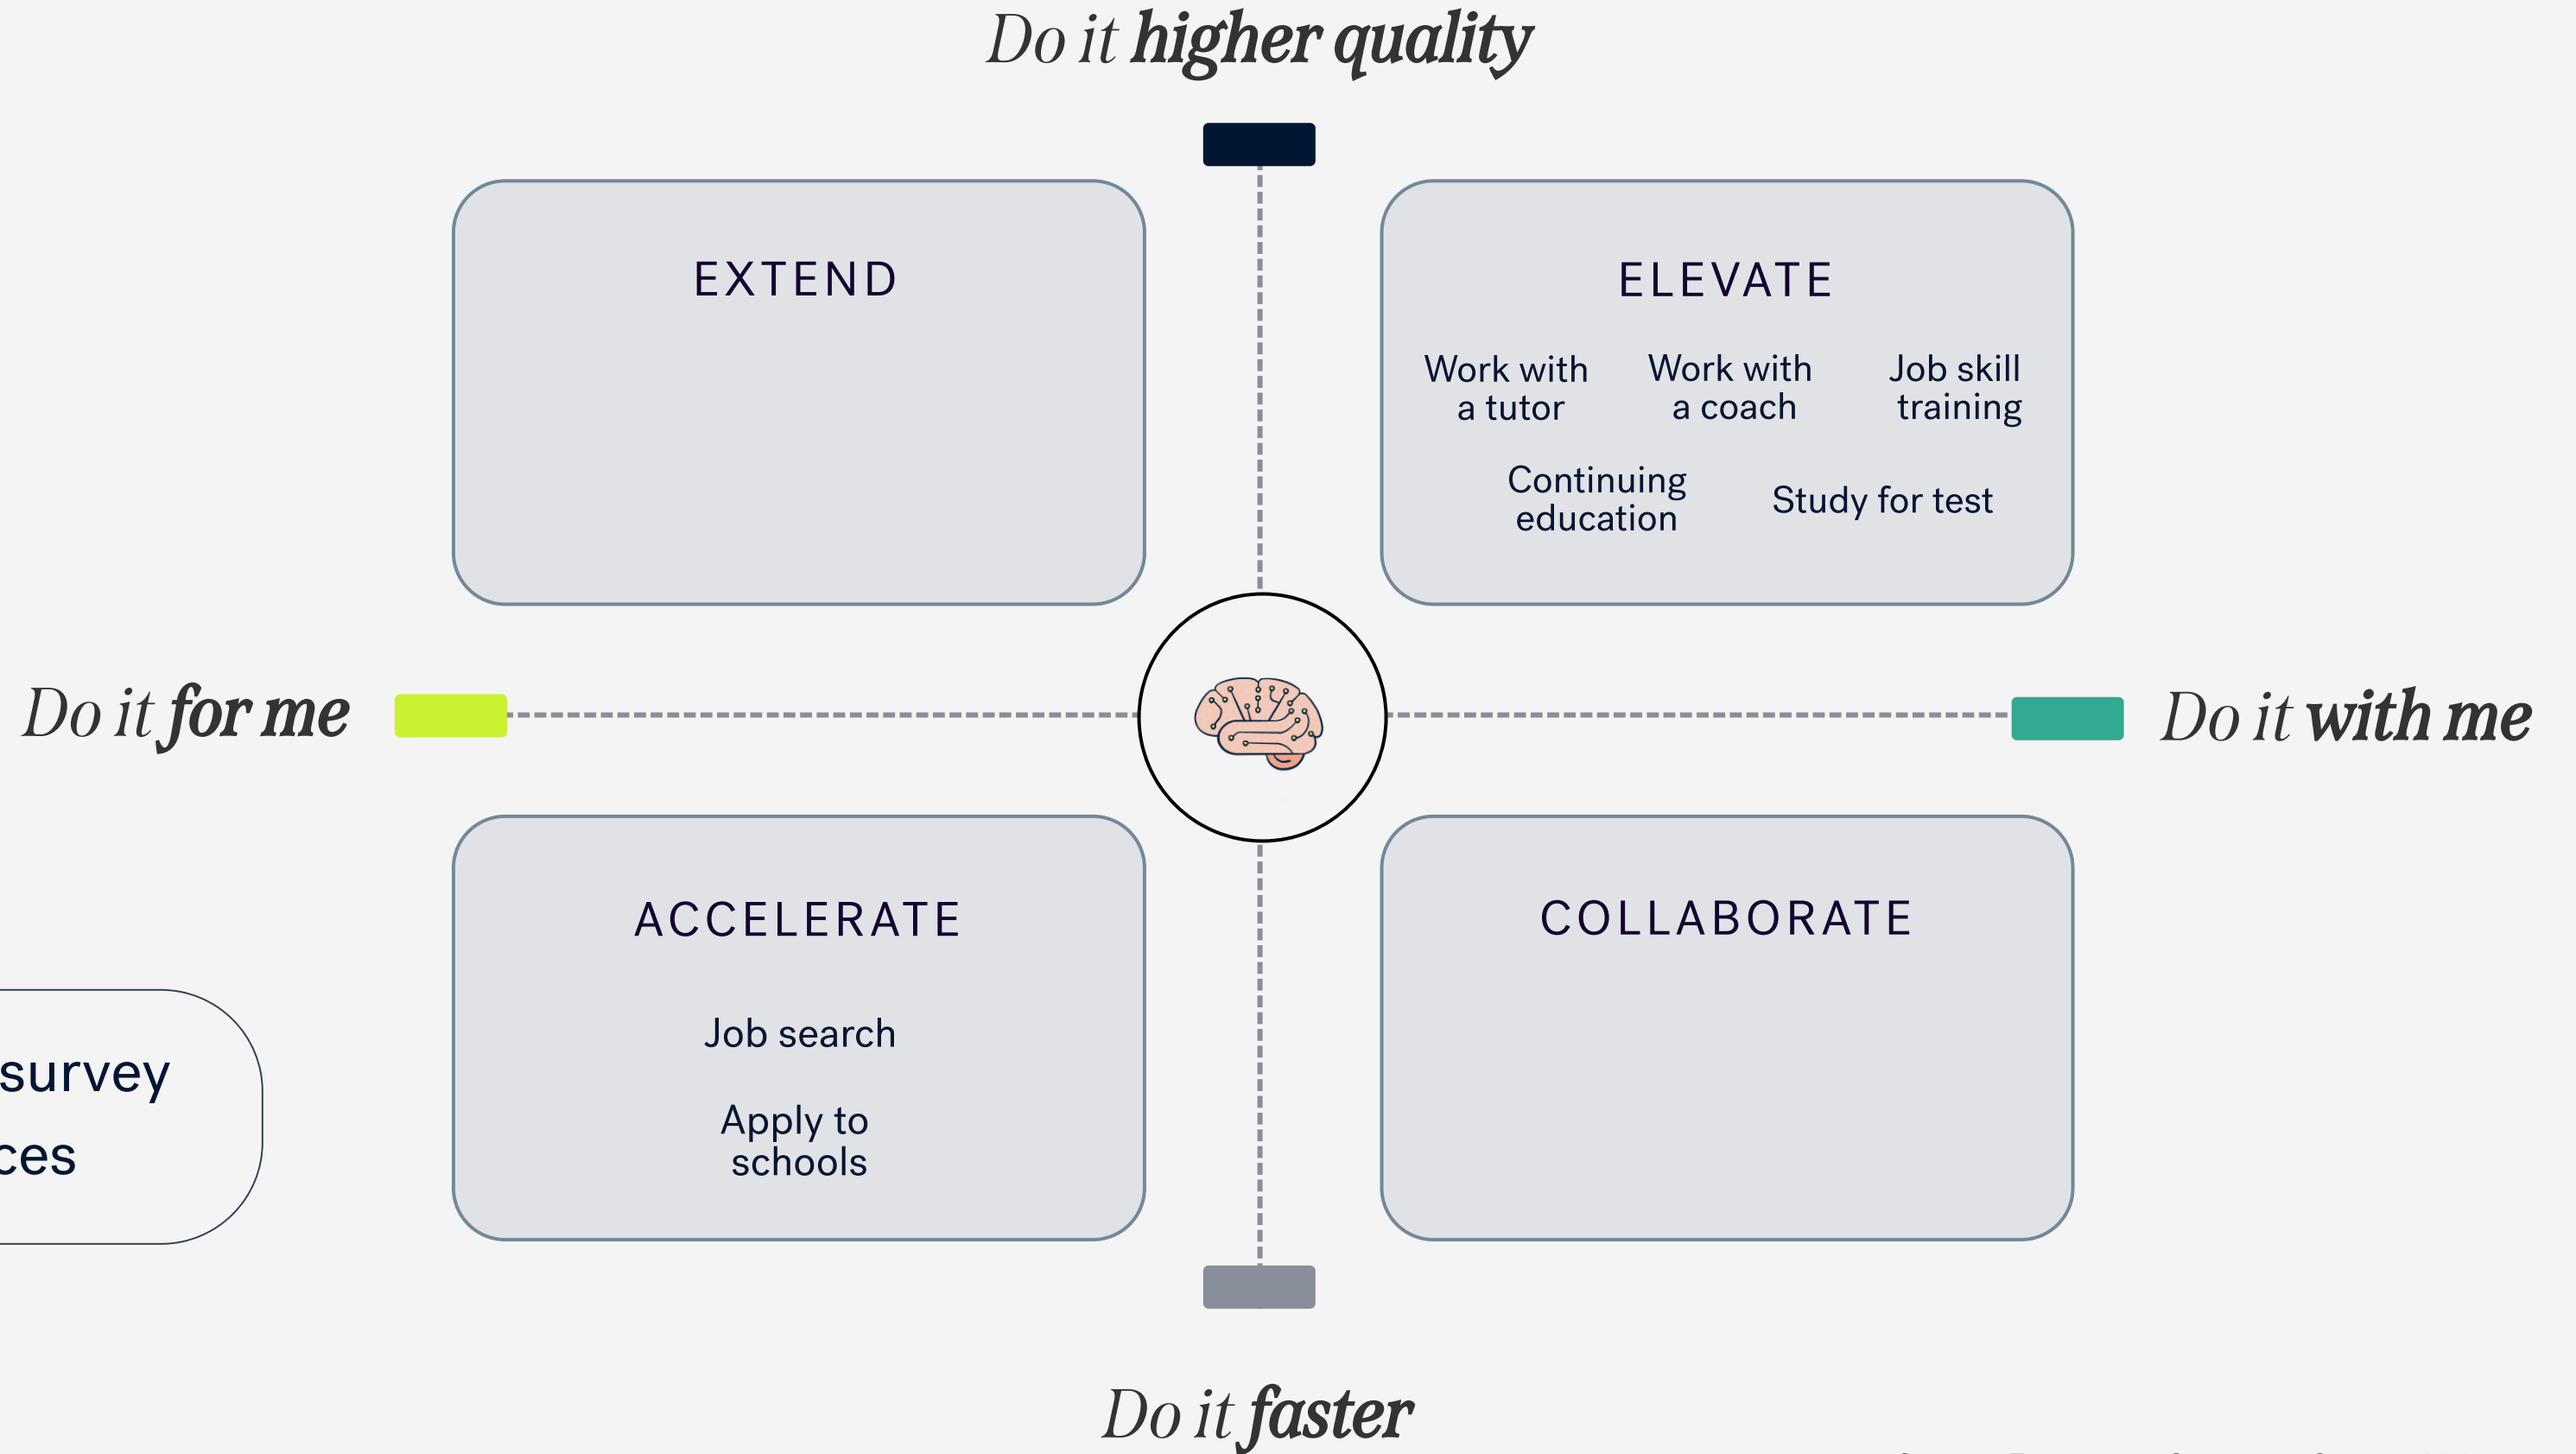 Do it higher quality
EXTEND
ELEVATE
Work with
a tutor
Work with
a coach
Job skill
training
Continuing
education
Study for test
Do it for me
Do it with me
ACCELERATE
Job search
Apply to
schools
COLLABORATE
survey
ces
Do it faster